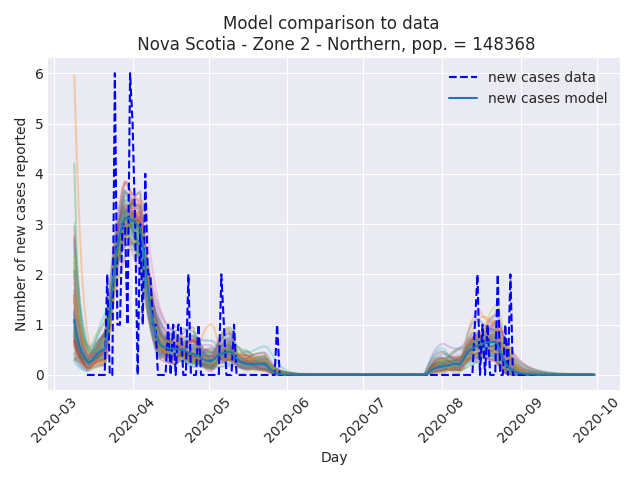 Model comparison to data
Nova Scotia - Zone 2 - Northern, pop. = 148368
new cases data
new cases model
Number of new cases reported
6
5
4
3
2
1
0
2020-03
2020-04
2020-05
2020-06
2020-07
2020-08
2020-09
2020-10
Day